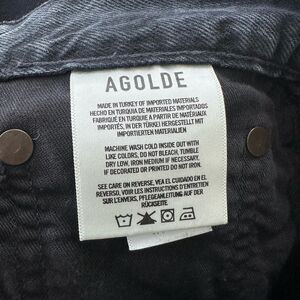 AGOLDE
MADE IN TURKEY OF IMPORTED MATERIALS
HECHO EN TURQUIA A PARTIR DE MATERIALES IMPORTADOS
FABRIQUE EN TURQUIE A PARTIR DE MATÉRIAUX
IMPORTÉS, IN DER TÜRKEI HERGESTELLT MIT
IMPORTIERTEN MATERIALIEN
MACHINE WASH COLD INSIDE OUT WITH
LIKE COLORS, DO NOT BLEACH, TUMBLE
DRY LOW, IRON MEDIUM IF NECESSARY.
IF DECORATED OR PRINTED DO NOT IRON.
SEE CARE ON REVERSE, VEA EL CUIDADO EN EL
REVERSO, VOIR LES INSTRUCTIONS D'ENTRETIEN
SUR L'ENVERS, PFLEGEANLEITUNG AUF DER
RÜCKSEITE